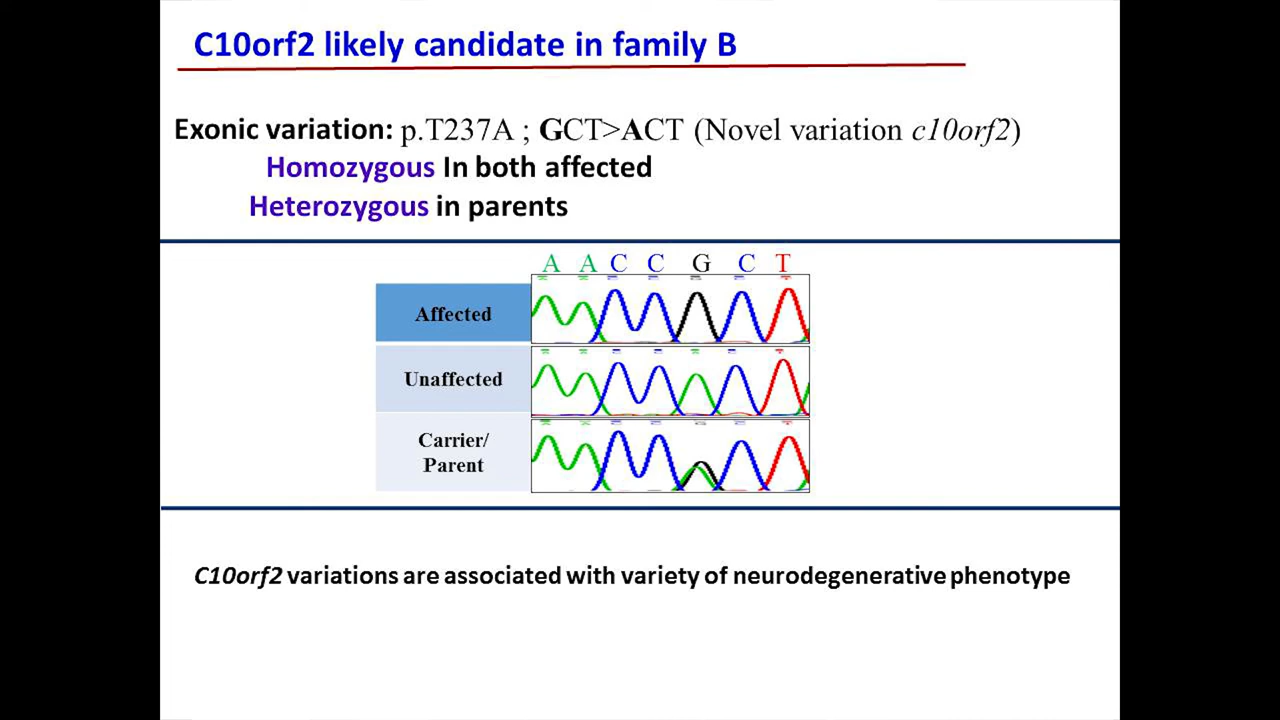 C10orf2 likely candidate in family B
Exonic variation: p.T237A ; GCT>ACT (Novel variation c10orf2)
Homozygous In both affected
Heterozygous in parents
A A C C G C T
Affected
Unaffected
Carrier/
Parent
C10orf2 variations are associated with variety of neurodegenerative phenotype